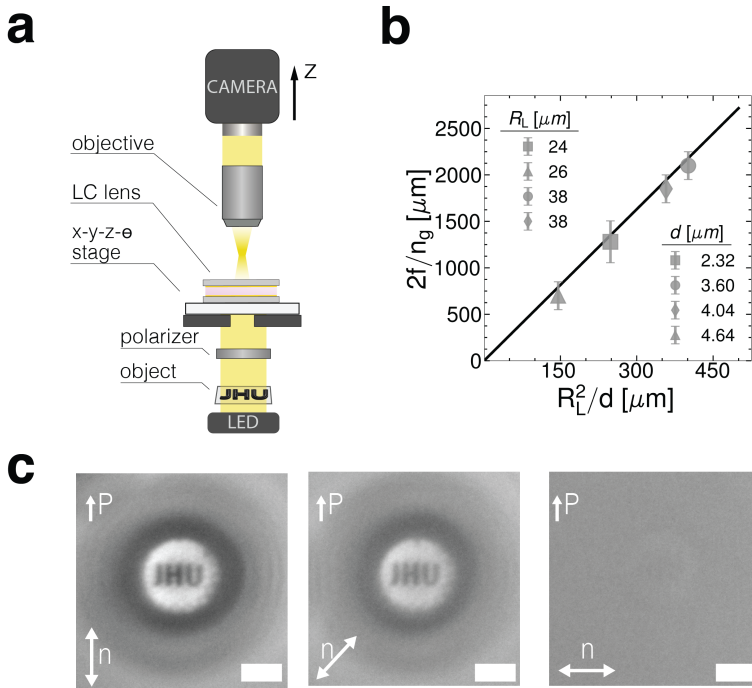 a
CAMERA
Z
objective
LC lens
x-y-z-ɵ
stage
polarizer
object
JHU
LED
b
2f/n_g [μm]
2500
2000
1500
1000
500
0
150
300
450
R_L^2/d [μm]
R_L [μm]
24
26
38
38
d [μm]
2.32
3.60
4.04
4.64
c
P
JHU
n
P
JHU
n
P
n